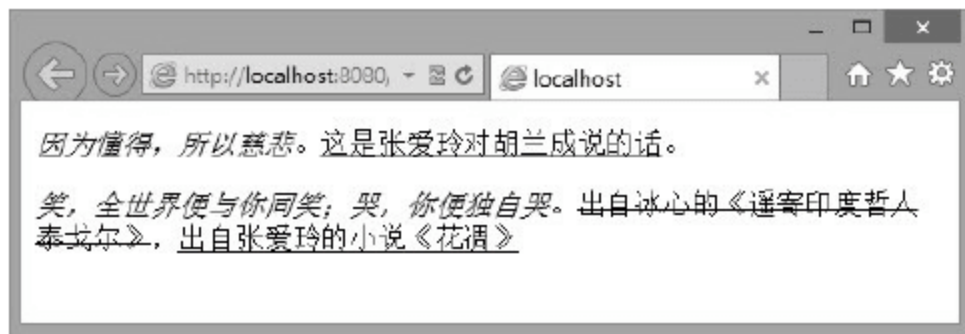 http://localhost:8080,
localhost
因为懂得，所以慈悲。这是张爱玲对胡兰成说的话。
笑，全世界便与你同笑；哭，你便独自哭。出自冰心的《遥寄印度哲人
泰戈尔》，出自张爱玲的小说《花凋》